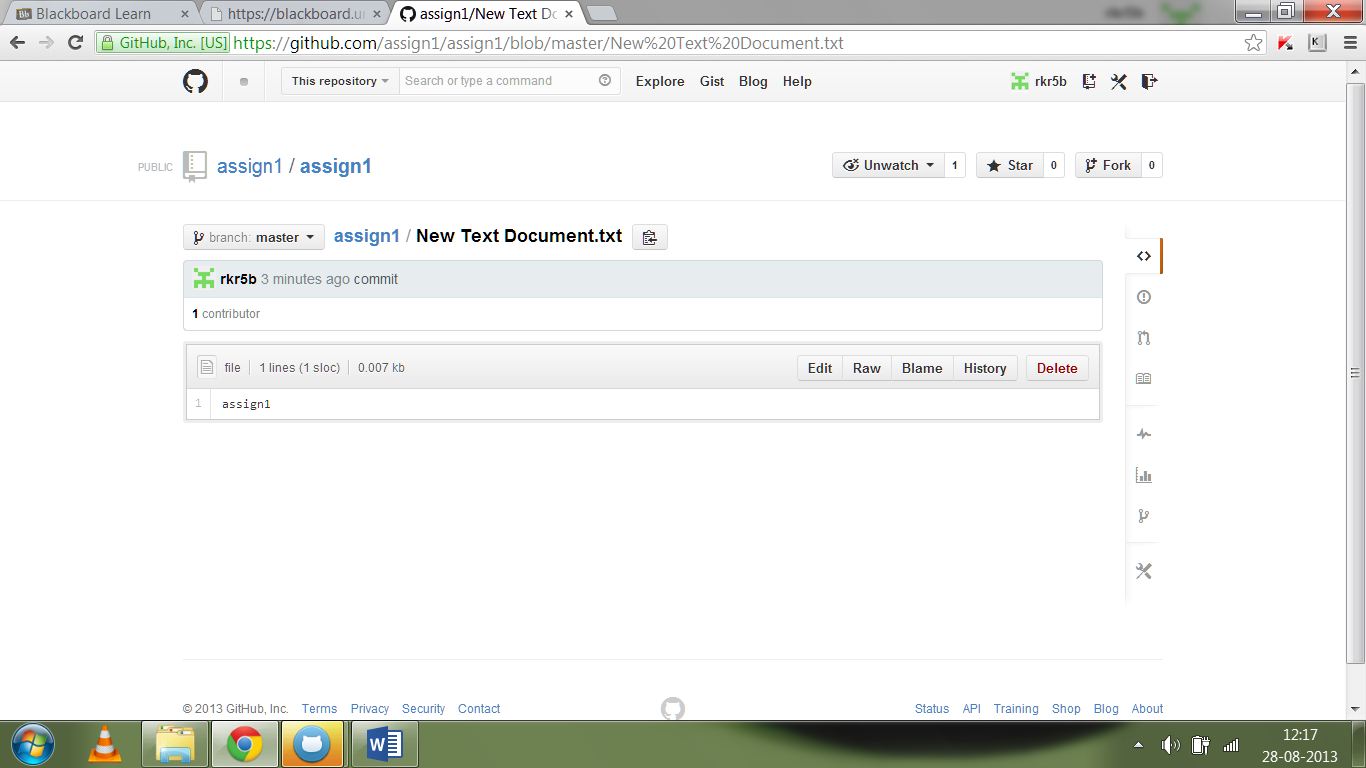 Blackboard Learn
https://blackboard.u
assign1/New Text Do
GitHub, Inc. [US] https://github.com/assign1/assign1/blob/master/New%20Text%20Document.txt
This repository Search or type a command Explore Gist Blog Help rkr5b
PUBLIC assign1 / assign1 Unwatch 1 Star 0 Fork 0
branch: master assign1 / New Text Document.txt
rkr5b 3 minutes ago commit
1 contributor
file 1 lines (1 sloc) 0.007 kb Edit Raw Blame History Delete
1 assign1
© 2013 GitHub, Inc. Terms Privacy Security Contact Status API Training Shop Blog About
12:17
28-08-2013